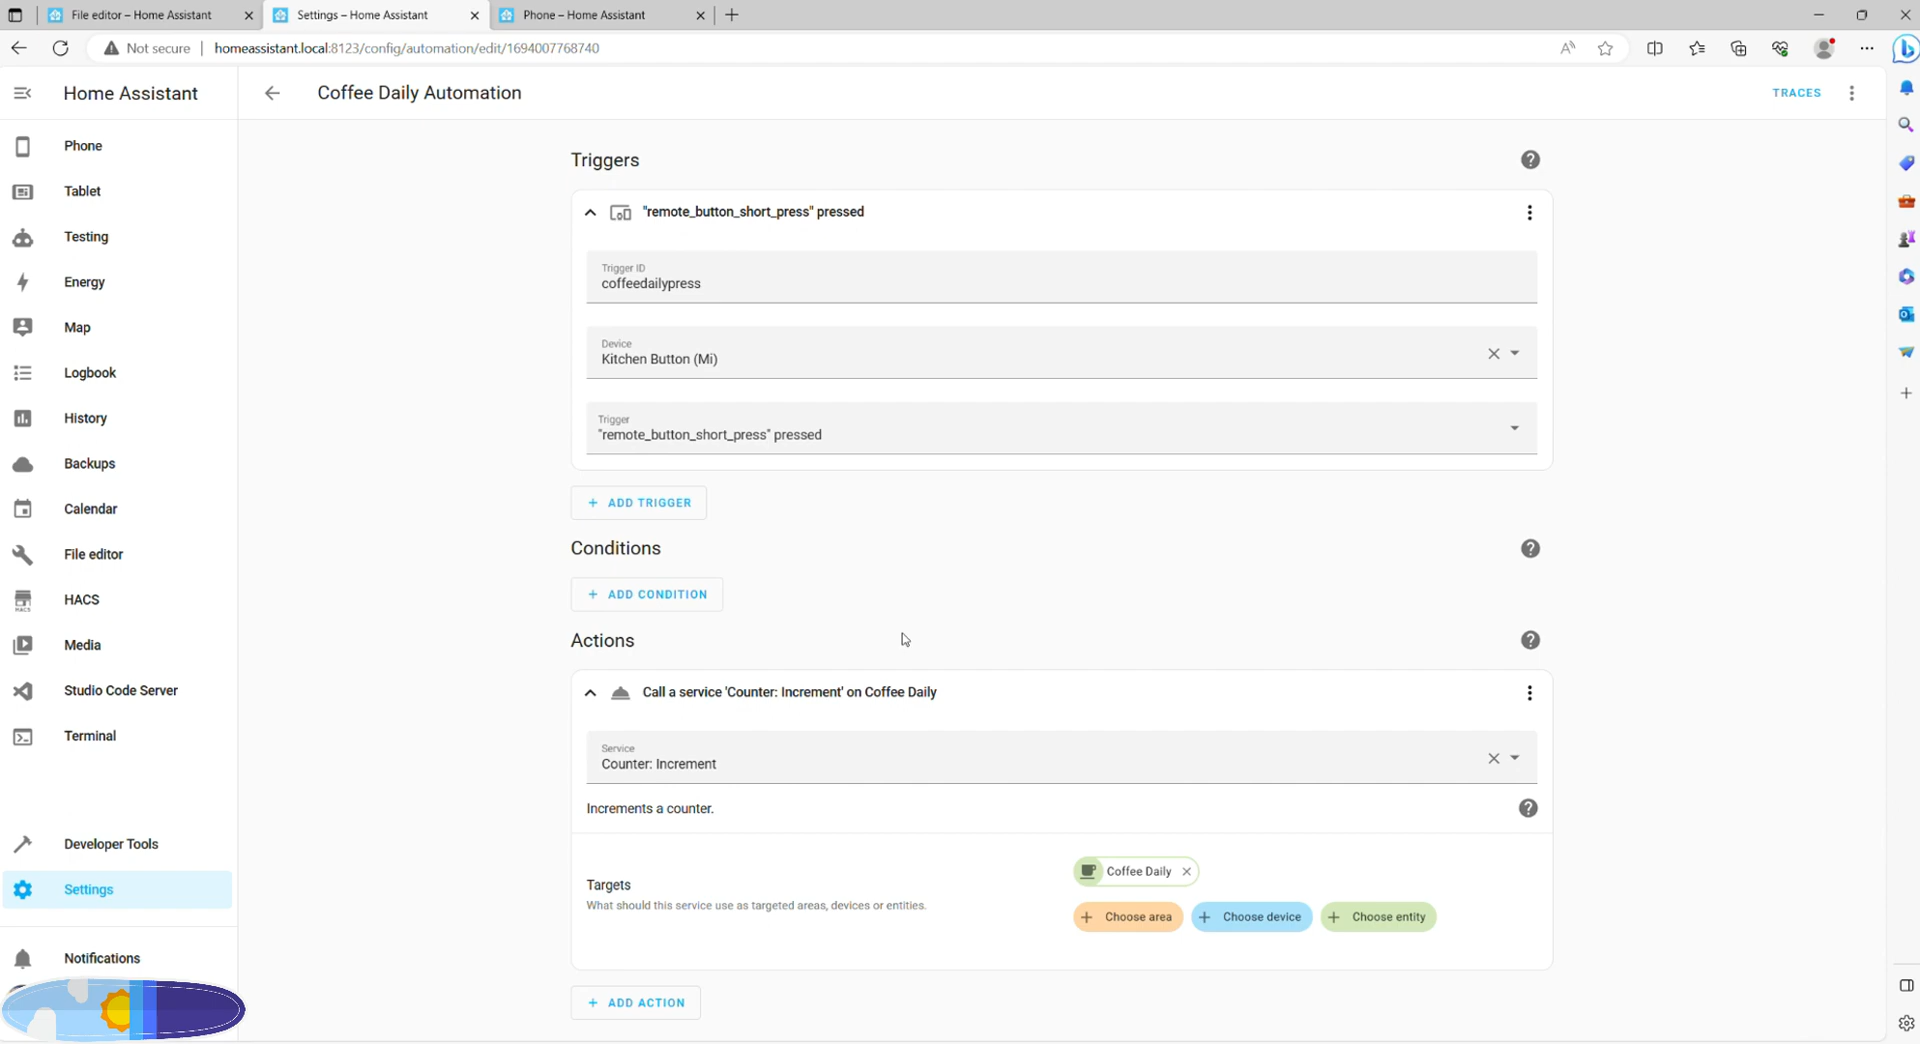 File editor – Home Assistant
Settings – Home Assistant
Phone – Home Assistant
Not secure
homeassistant.local:8123/config/automation/edit/1694007768740
Home Assistant
Coffee Daily Automation
TRACES
Phone
Tablet
Testing
Energy
Map
Logbook
History
Backups
Calendar
File editor
HACS
HACS
Media
Studio Code Server
Terminal
Developer Tools
Settings
Notifications
Triggers
"remote_button_short_press" pressed
Trigger ID
coffeedailypress
Device
Kitchen Button (Mi)
Trigger
"remote_button_short_press" pressed
+ ADD TRIGGER
Conditions
+ ADD CONDITION
Actions
Call a service 'Counter: Increment' on Coffee Daily
Service
Counter: Increment
Increments a counter.
Targets
What should this service use as targeted areas, devices or entities.
Coffee Daily
+ Choose area
+ Choose device
+ Choose entity
+ ADD ACTION